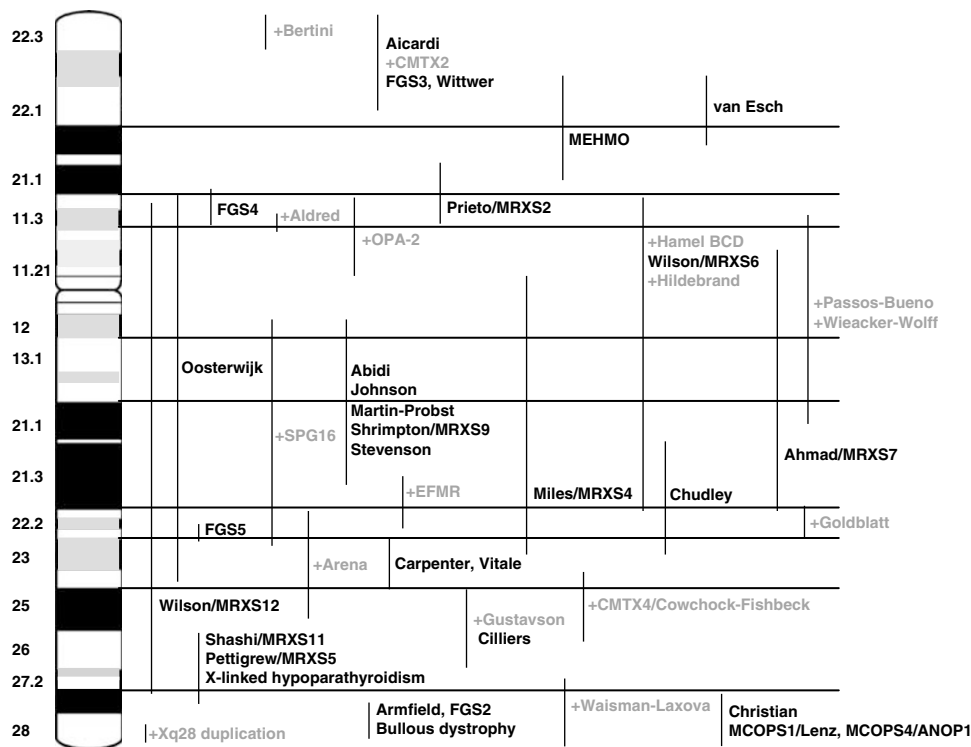 22.3
+Bertini
Aicardi
+CMTX2
FGS3, Wittwer
22.1
van Esch
MEHMO
21.1
FGS4
Prieto/MRXS2
11.3
+Aldred
+OPA-2
+Hamel BCD
Wilson/MRXS6
+Hildebrand
11.21
+Passos-Bueno
+Wieacker-Wolff
12
13.1
Oosterwijk
Abidi
Johnson
Martin-Probst
Shrimpton/MRXS9
Stevenson
21.1
+SPG16
Ahmad/MRXS7
21.3
+EFMR
Miles/MRXS4
Chudley
22.2
FGS5
+Goldblatt
23
+Arena
Carpenter, Vitale
25
Wilson/MRXS12
+CMTX4/Cowchock-Fishbeck
+Gustavson
Cilliers
26
Shashi/MRXS11
Pettigrew/MRXS5
X-linked hypoparathyroidism
27.2
Armfield, FGS2
Bullous dystrophy
+Waisman-Laxova
Christian
MCOPS1/Lenz, MCOPS4/ANOP1
28
+Xq28 duplication